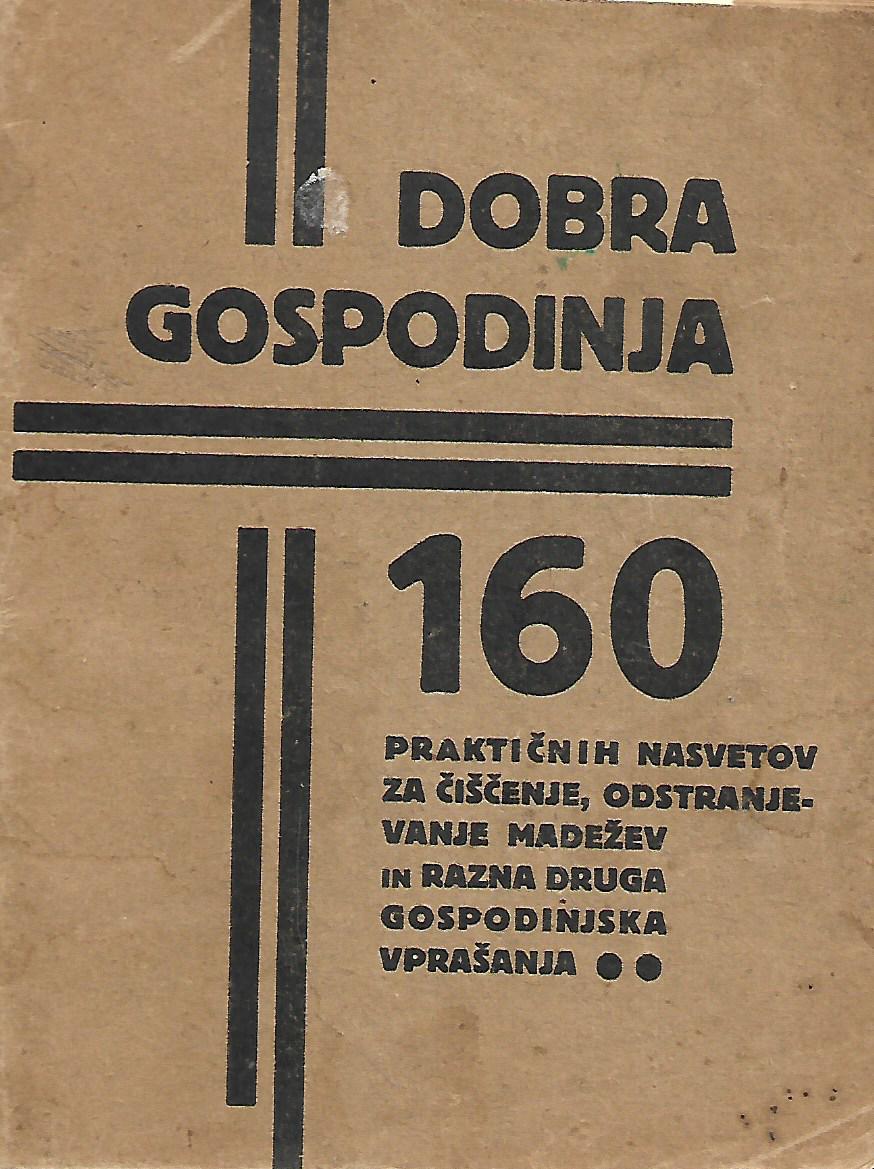 DOBRA
GOSPODINJA
160
PRAKTIČNIH NASVETOV
ZA ČIŠČENJE, ODSTRANJE-
VANJE MADEŽEV
IN RAZNA DRUGA
GOSPODINJSKA
VPRAŠANJA ● ●